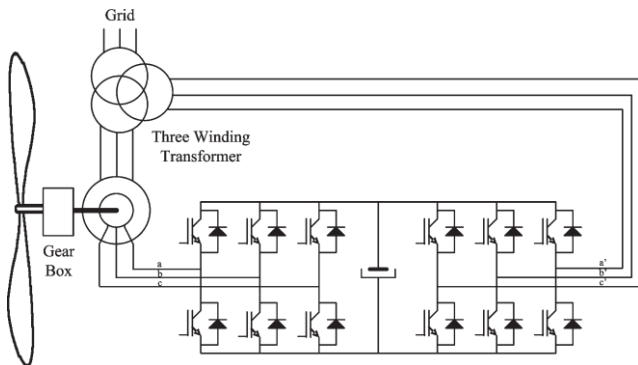 Grid
Three Winding
Transformer
Gear
Box
a
b
c
a'
b'
c'